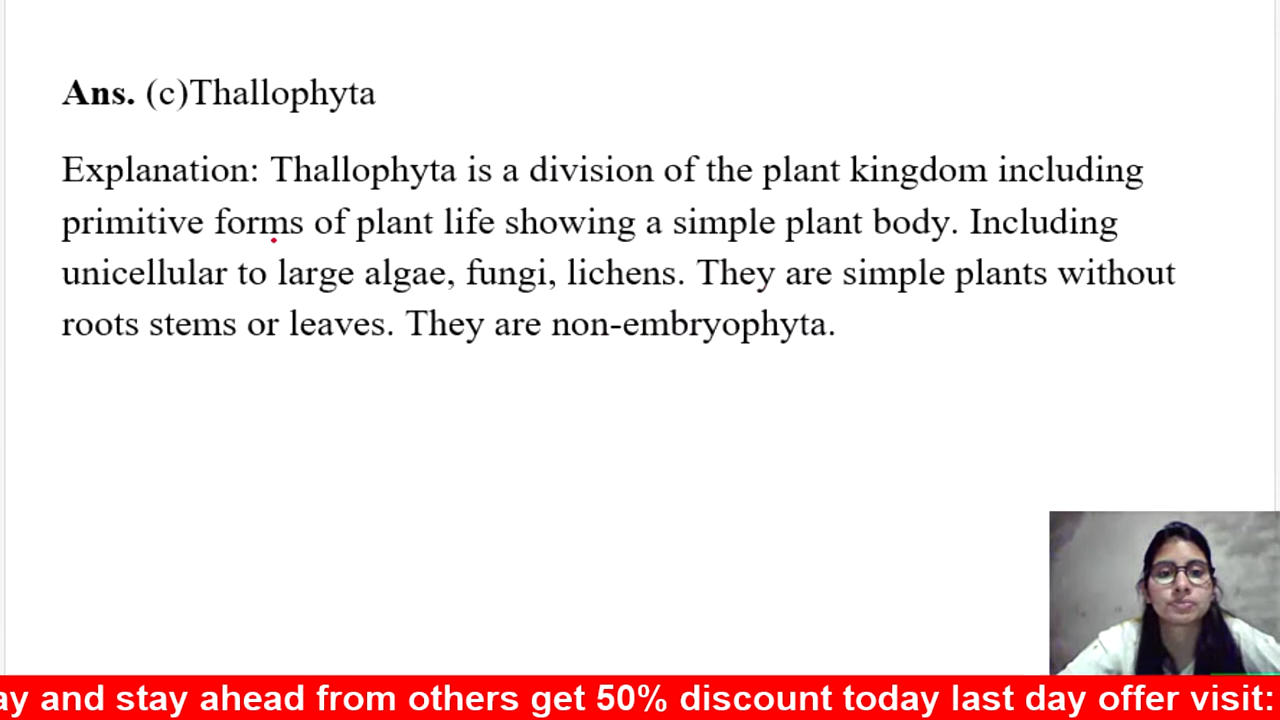 Ans. (c)Thallophyta
Explanation: Thallophyta is a division of the plant kingdom including
primitive forms of plant life showing a simple plant body. Including
unicellular to large algae, fungi, lichens. They are simple plants without
roots stems or leaves. They are non-embryophyta.
and stay ahead from others get 50% discount today last day offer visit: